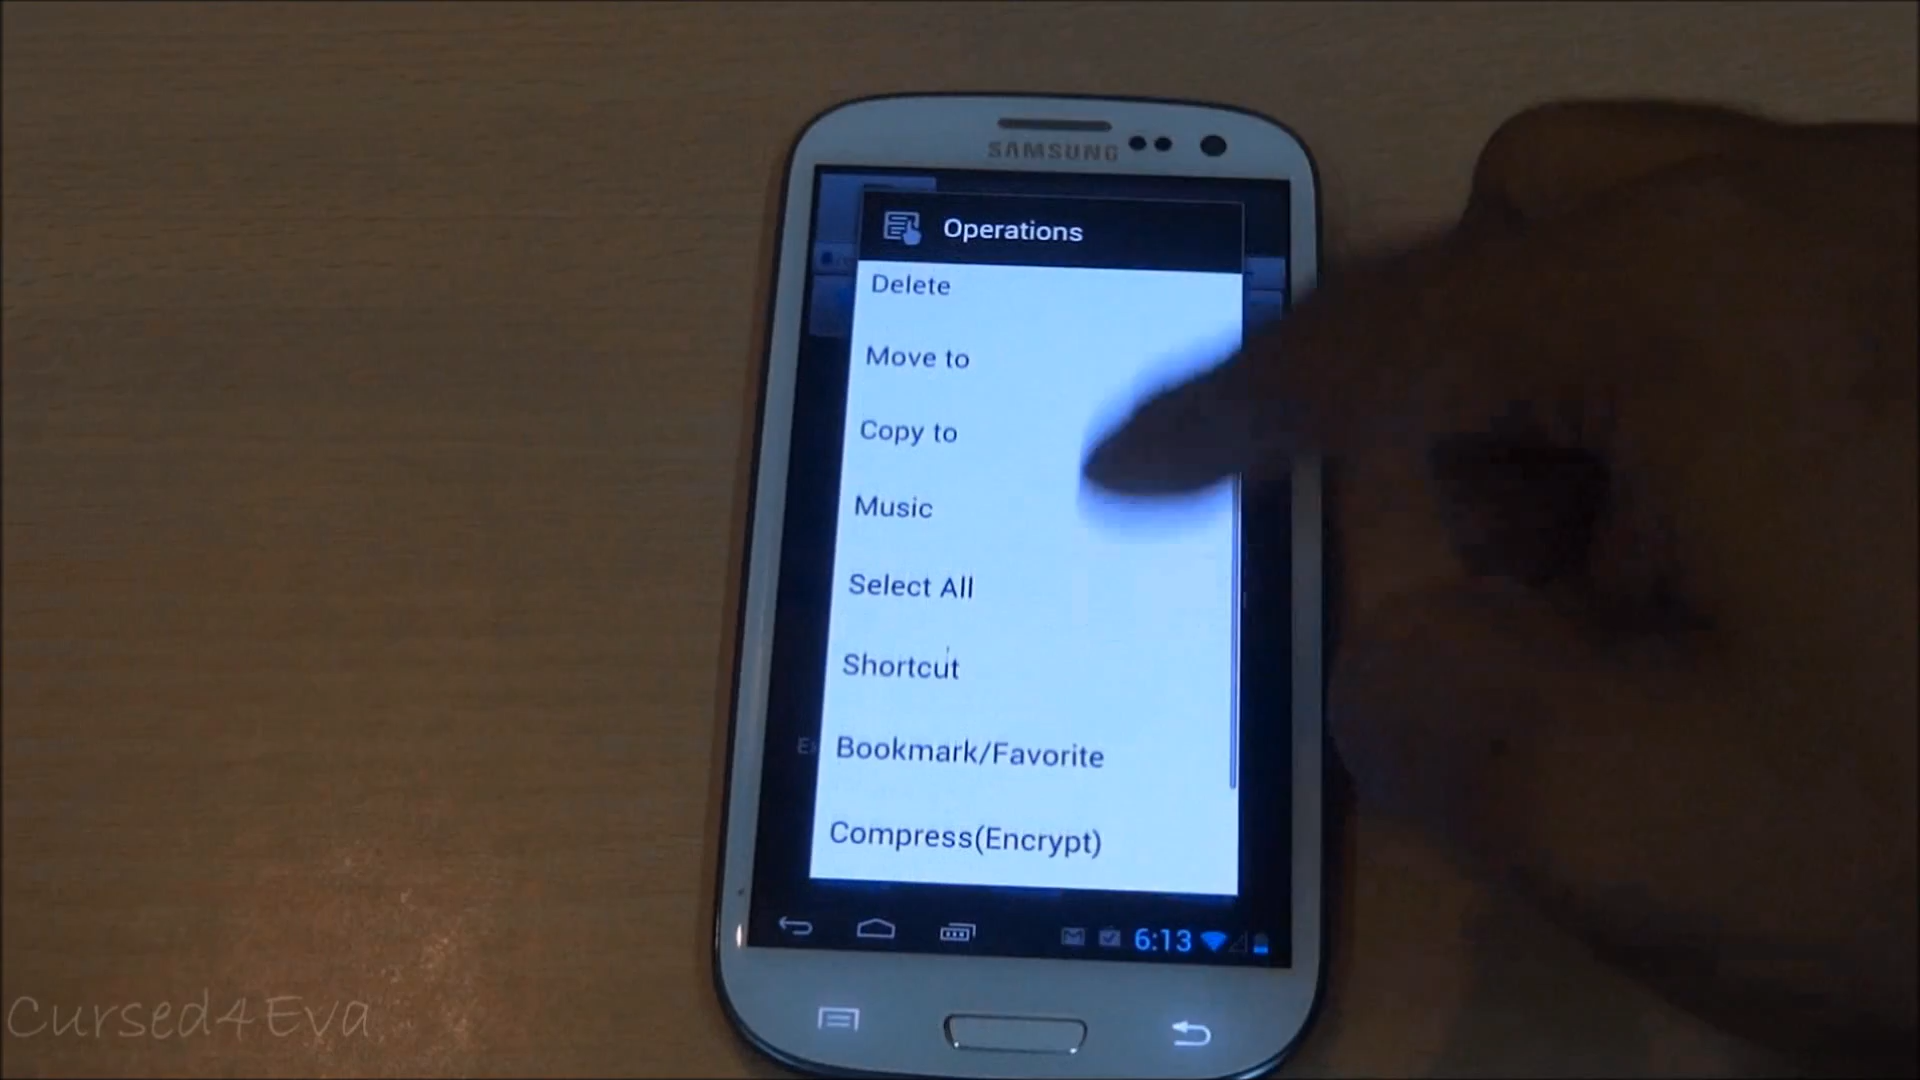 SAMSUNG
Operations
Delete
Move to
Copy to
Music
Select All
Shortcut
Bookmark/Favorite
Compress(Encrypt)
6:13
Cursed4Eva